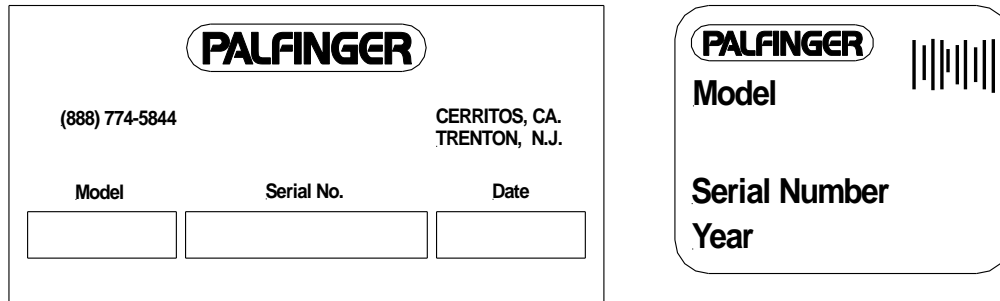 PALFINGER
(888) 774-5844
CERRITOS, CA.
TRENTON, N.J.
Model
Serial No.
Date
PALFINGER
Model
Serial Number
Year